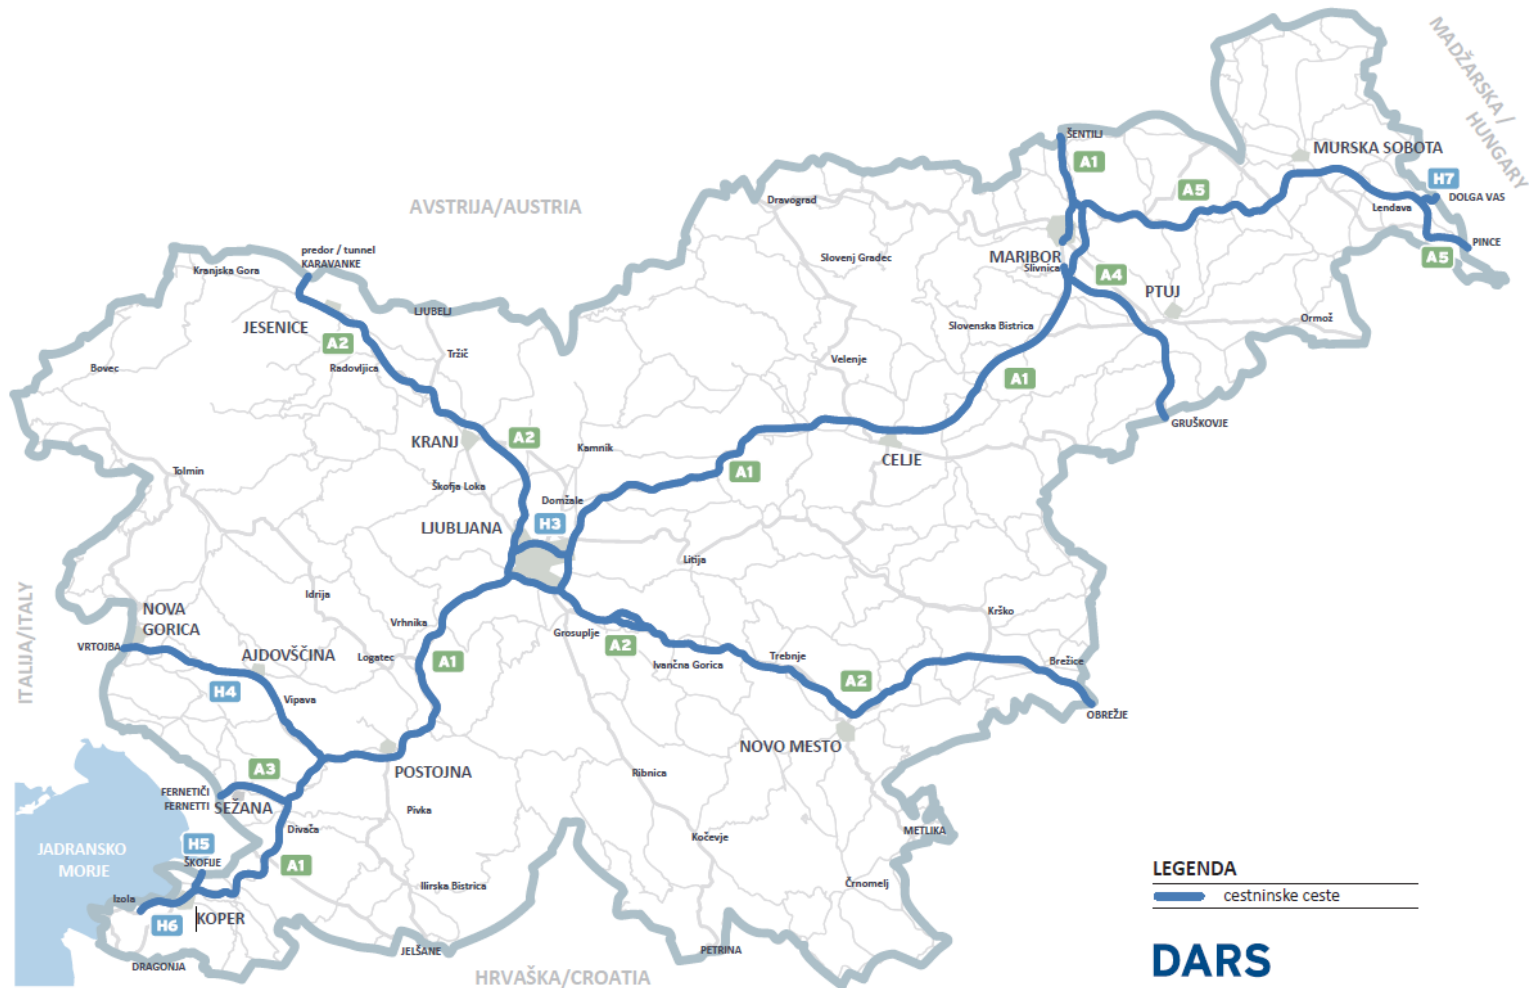 MADŽARSKA /
HUNGARY
ŠENTILJ
MURSKA SOBOTA
A1
A5
H7
DOLGA VAS
Lendava
PINCE
A5
AVSTRIJA/AUSTRIA
Dravograd
MARIBOR
Slivnica
Slovenj Gradec
A4
PTUJ
predor / tunnel
KARAVANKE
Kranjska Gora
LJUBELJ
JESENICE
A2
Tržič
Radovljica
Bovec
Slovenska Bistrica
Ormož
Velenje
A1
GRUŠKOVJE
KRANJ
A2
Kamnik
CELJE
Tolmin
A1
Škofja Loka
Domžale
LJUBLJANA
H3
Litija
ITALIJA/ITALY
Idrija
NOVA
GORICA
Vrhnika
Krško
VRTOJBA
AJDOVŠČINA
Logatec
A1
Grosuplje
A2
Ivančna Gorica
Trebnje
Brežice
H4
Vipava
A2
OBREŽJE
NOVO MESTO
A3
POSTOJNA
Ribnica
FERNETIČI
FERNETTI
SEŽANA
Pivka
Divača
Kočevje
METLIKA
JADRANSKO
MORJE
H5
ŠKOFIJE
A1
Ilirska Bistrica
Črnomelj
Izola
H6
KOPER
DRAGONJA
JELŠANE
PETRINA
HRVAŠKA/CROATIA
LEGENDA
cestninske ceste
DARS